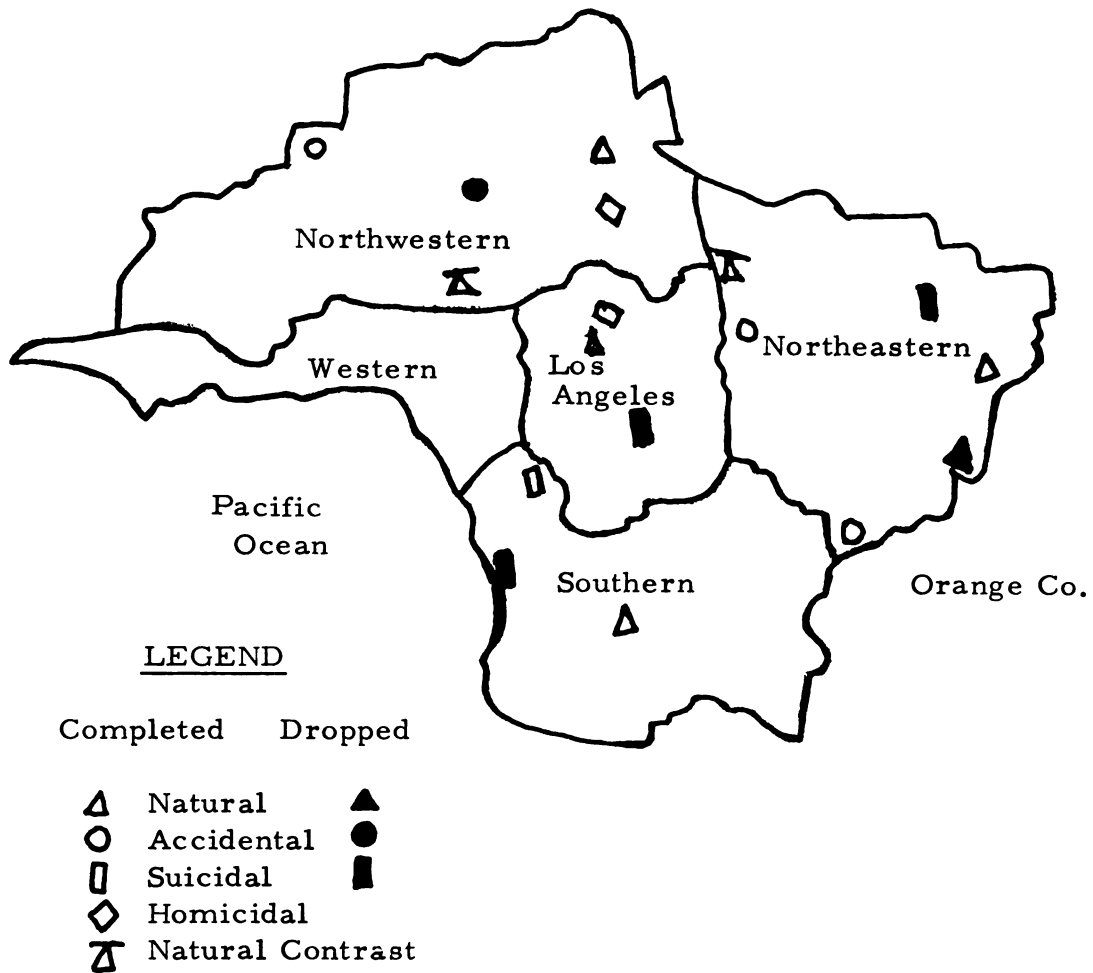 Northwestern
Western
Los
Angeles
Northeastern
Pacific
Ocean
Southern
Orange Co.
LEGEND
Completed Dropped
Natural
Accidental
Suicidal
Homicidal
Natural Contrast